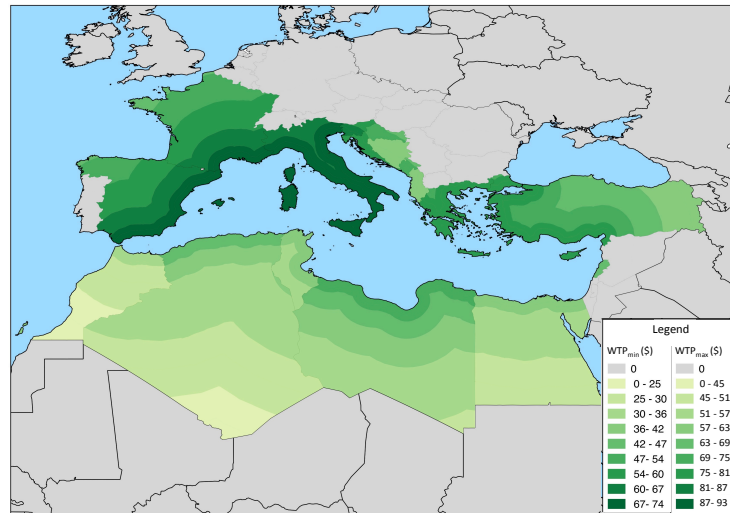 Legend
WTPmin ($) WTPmax ($)
0 0
0 - 25 0 - 45
25 - 30 45 - 51
30 - 36 51 - 57
36 - 42 57 - 63
42 - 47 63 - 69
47 - 54 69 - 75
54 - 60 75 - 81
60 - 67 81 - 87
67 - 74 87 - 93